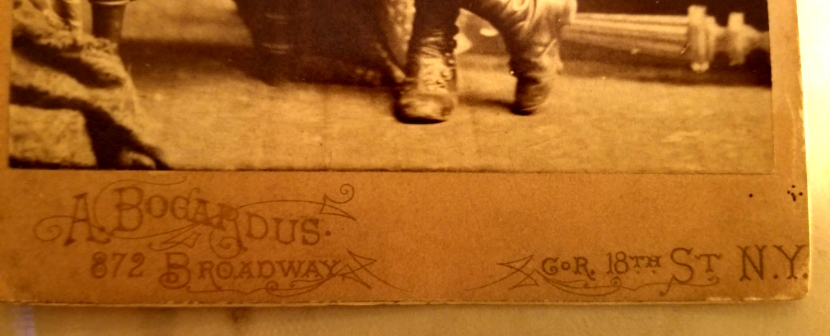 A. BOGARDUS.
872 BROADWAY
COR. 18TH ST N.Y.